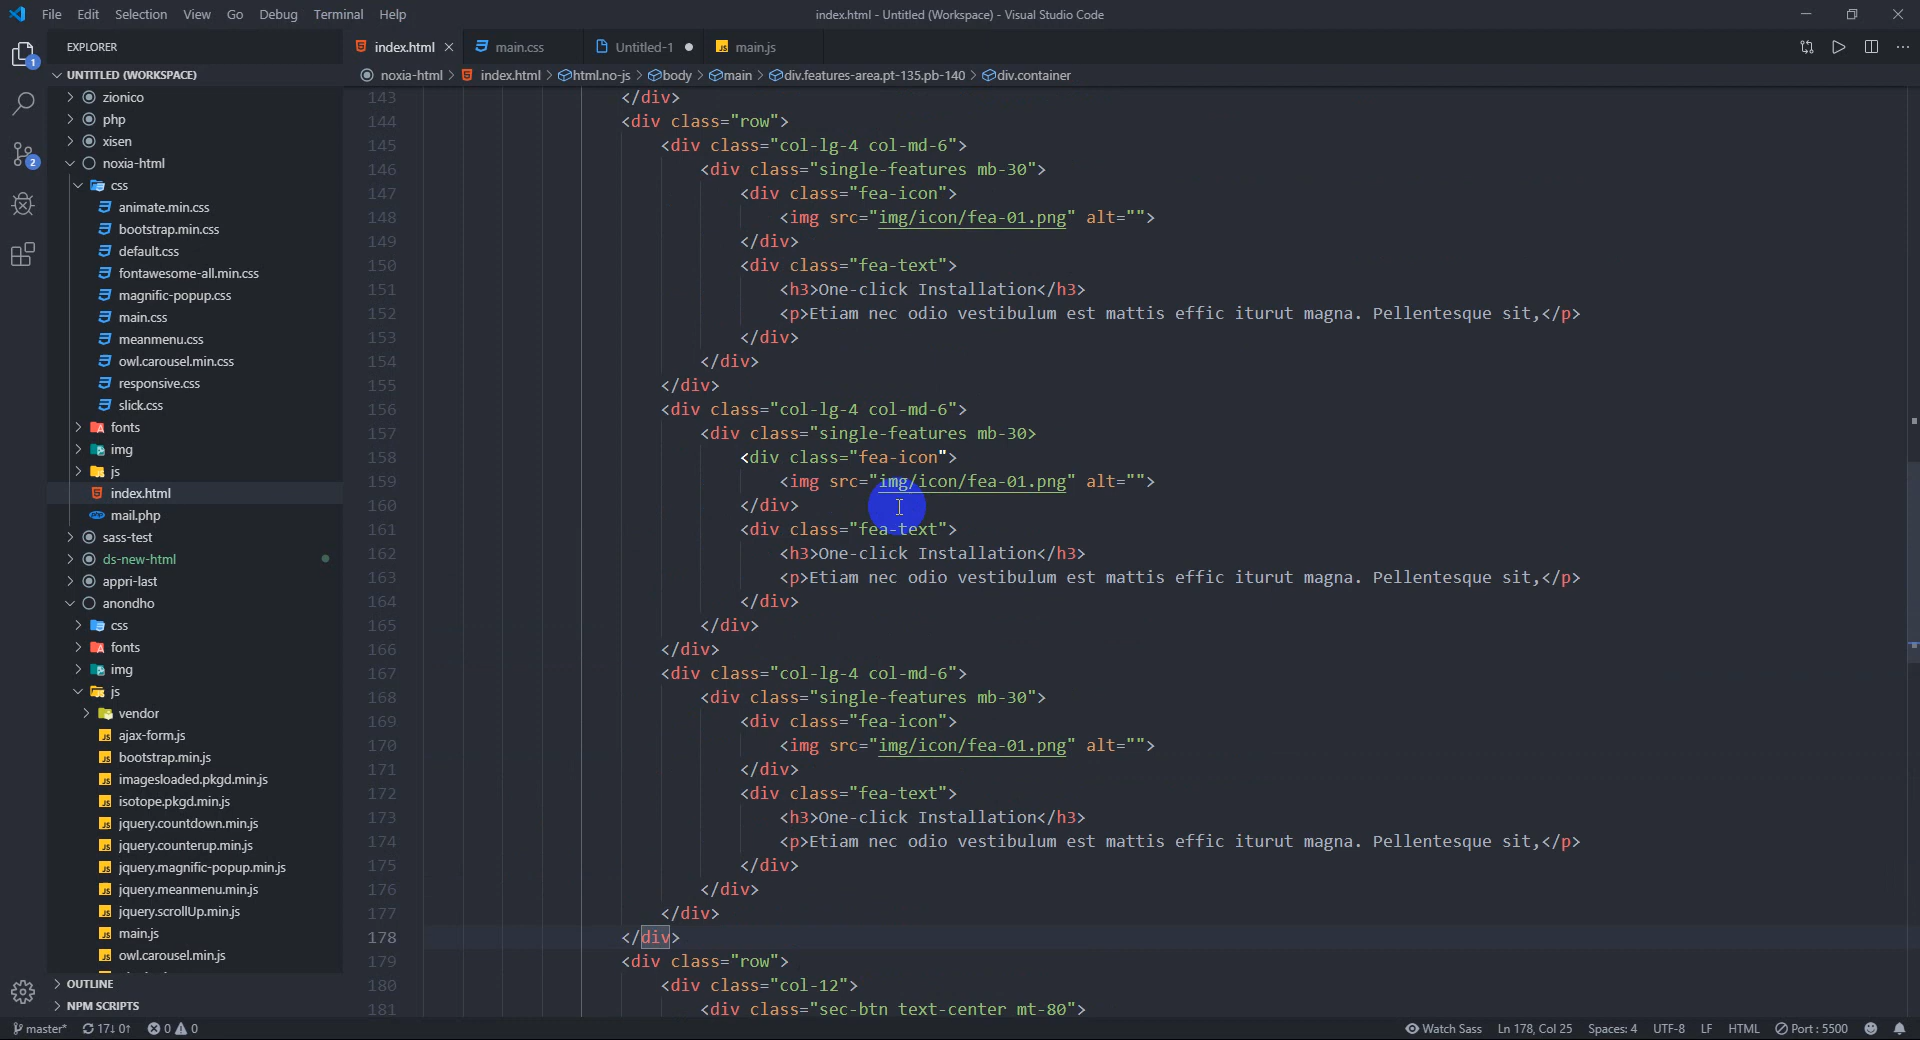 File Edit Selection View Go Debug Terminal Help
index.html - Untitled (Workspace) - Visual Studio Code
EXPLORER
index.html
main.css
Untitled-1
main.js
noxia-html > index.html > html.no-js > body > main > div.features-area.pt-135.pb-140 > div.container
1
2
UNTITLED (WORKSPACE)
zionico
php
xisen
noxia-html
css
animate.min.css
bootstrap.min.css
default.css
fontawesome-all.min.css
magnific-popup.css
main.css
meanmenu.css
owl.carousel.min.css
responsive.css
slick.css
fonts
img
js
index.html
mail.php
sass-test
ds-new-html
appri-last
anondho
css
fonts
img
js
vendor
ajax-form.js
bootstrap.min.js
imagesloaded.pkgd.min.js
isotope.pkgd.min.js
jquery.countdown.min.js
jquery.counterup.min.js
jquery.magnific-popup.min.js
jquery.meanmenu.min.js
jquery.scrollUp.min.js
main.js
owl.carousel.min.js
OUTLINE
NPM SCRIPTS
143 </div>
144 <div class="row">
145 <div class="col-lg-4 col-md-6">
146 <div class="single-features mb-30">
147 <div class="fea-icon">
148 <img src="img/icon/fea-01.png" alt="">
149 </div>
150 <div class="fea-text">
151 <h3>One-click Installation</h3>
152 <p>Etiam nec odio vestibulum est mattis effic iturut magna. Pellentesque sit,</p>
153 </div>
154 </div>
155 </div>
156 <div class="col-lg-4 col-md-6">
157 <div class="single-features mb-30>
158 <div class="fea-icon">
159 <img src="img/icon/fea-01.png" alt="">
160 </div>
161 <div class="fea-text">
162 <h3>One-click Installation</h3>
163 <p>Etiam nec odio vestibulum est mattis effic iturut magna. Pellentesque sit,</p>
164 </div>
165 </div>
166 </div>
167 <div class="col-lg-4 col-md-6">
168 <div class="single-features mb-30">
169 <div class="fea-icon">
170 <img src="img/icon/fea-01.png" alt="">
171 </div>
172 <div class="fea-text">
173 <h3>One-click Installation</h3>
174 <p>Etiam nec odio vestibulum est mattis effic iturut magna. Pellentesque sit,</p>
175 </div>
176 </div>
177 </div>
178 </div>
179 <div class="row">
180 <div class="col-12">
181 <div class="sec-btn text-center mt-80">
master* 17↓ 0↑ 0 0
Watch Sass Ln 178, Col 25 Spaces: 4 UTF-8 LF HTML Port : 5500